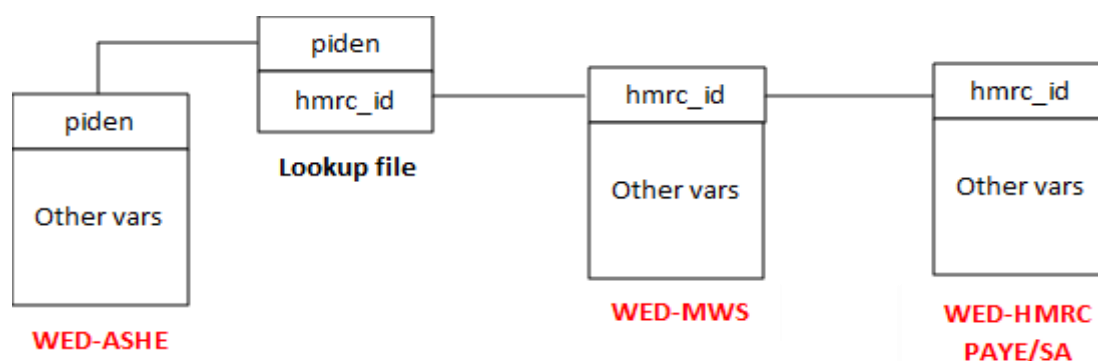 piden
Other vars
WED-ASHE
piden
hmrc_id
Lookup file
hmrc_id
Other vars
WED-MWS
hmrc_id
Other vars
WED-HMRC
PAYE/SA